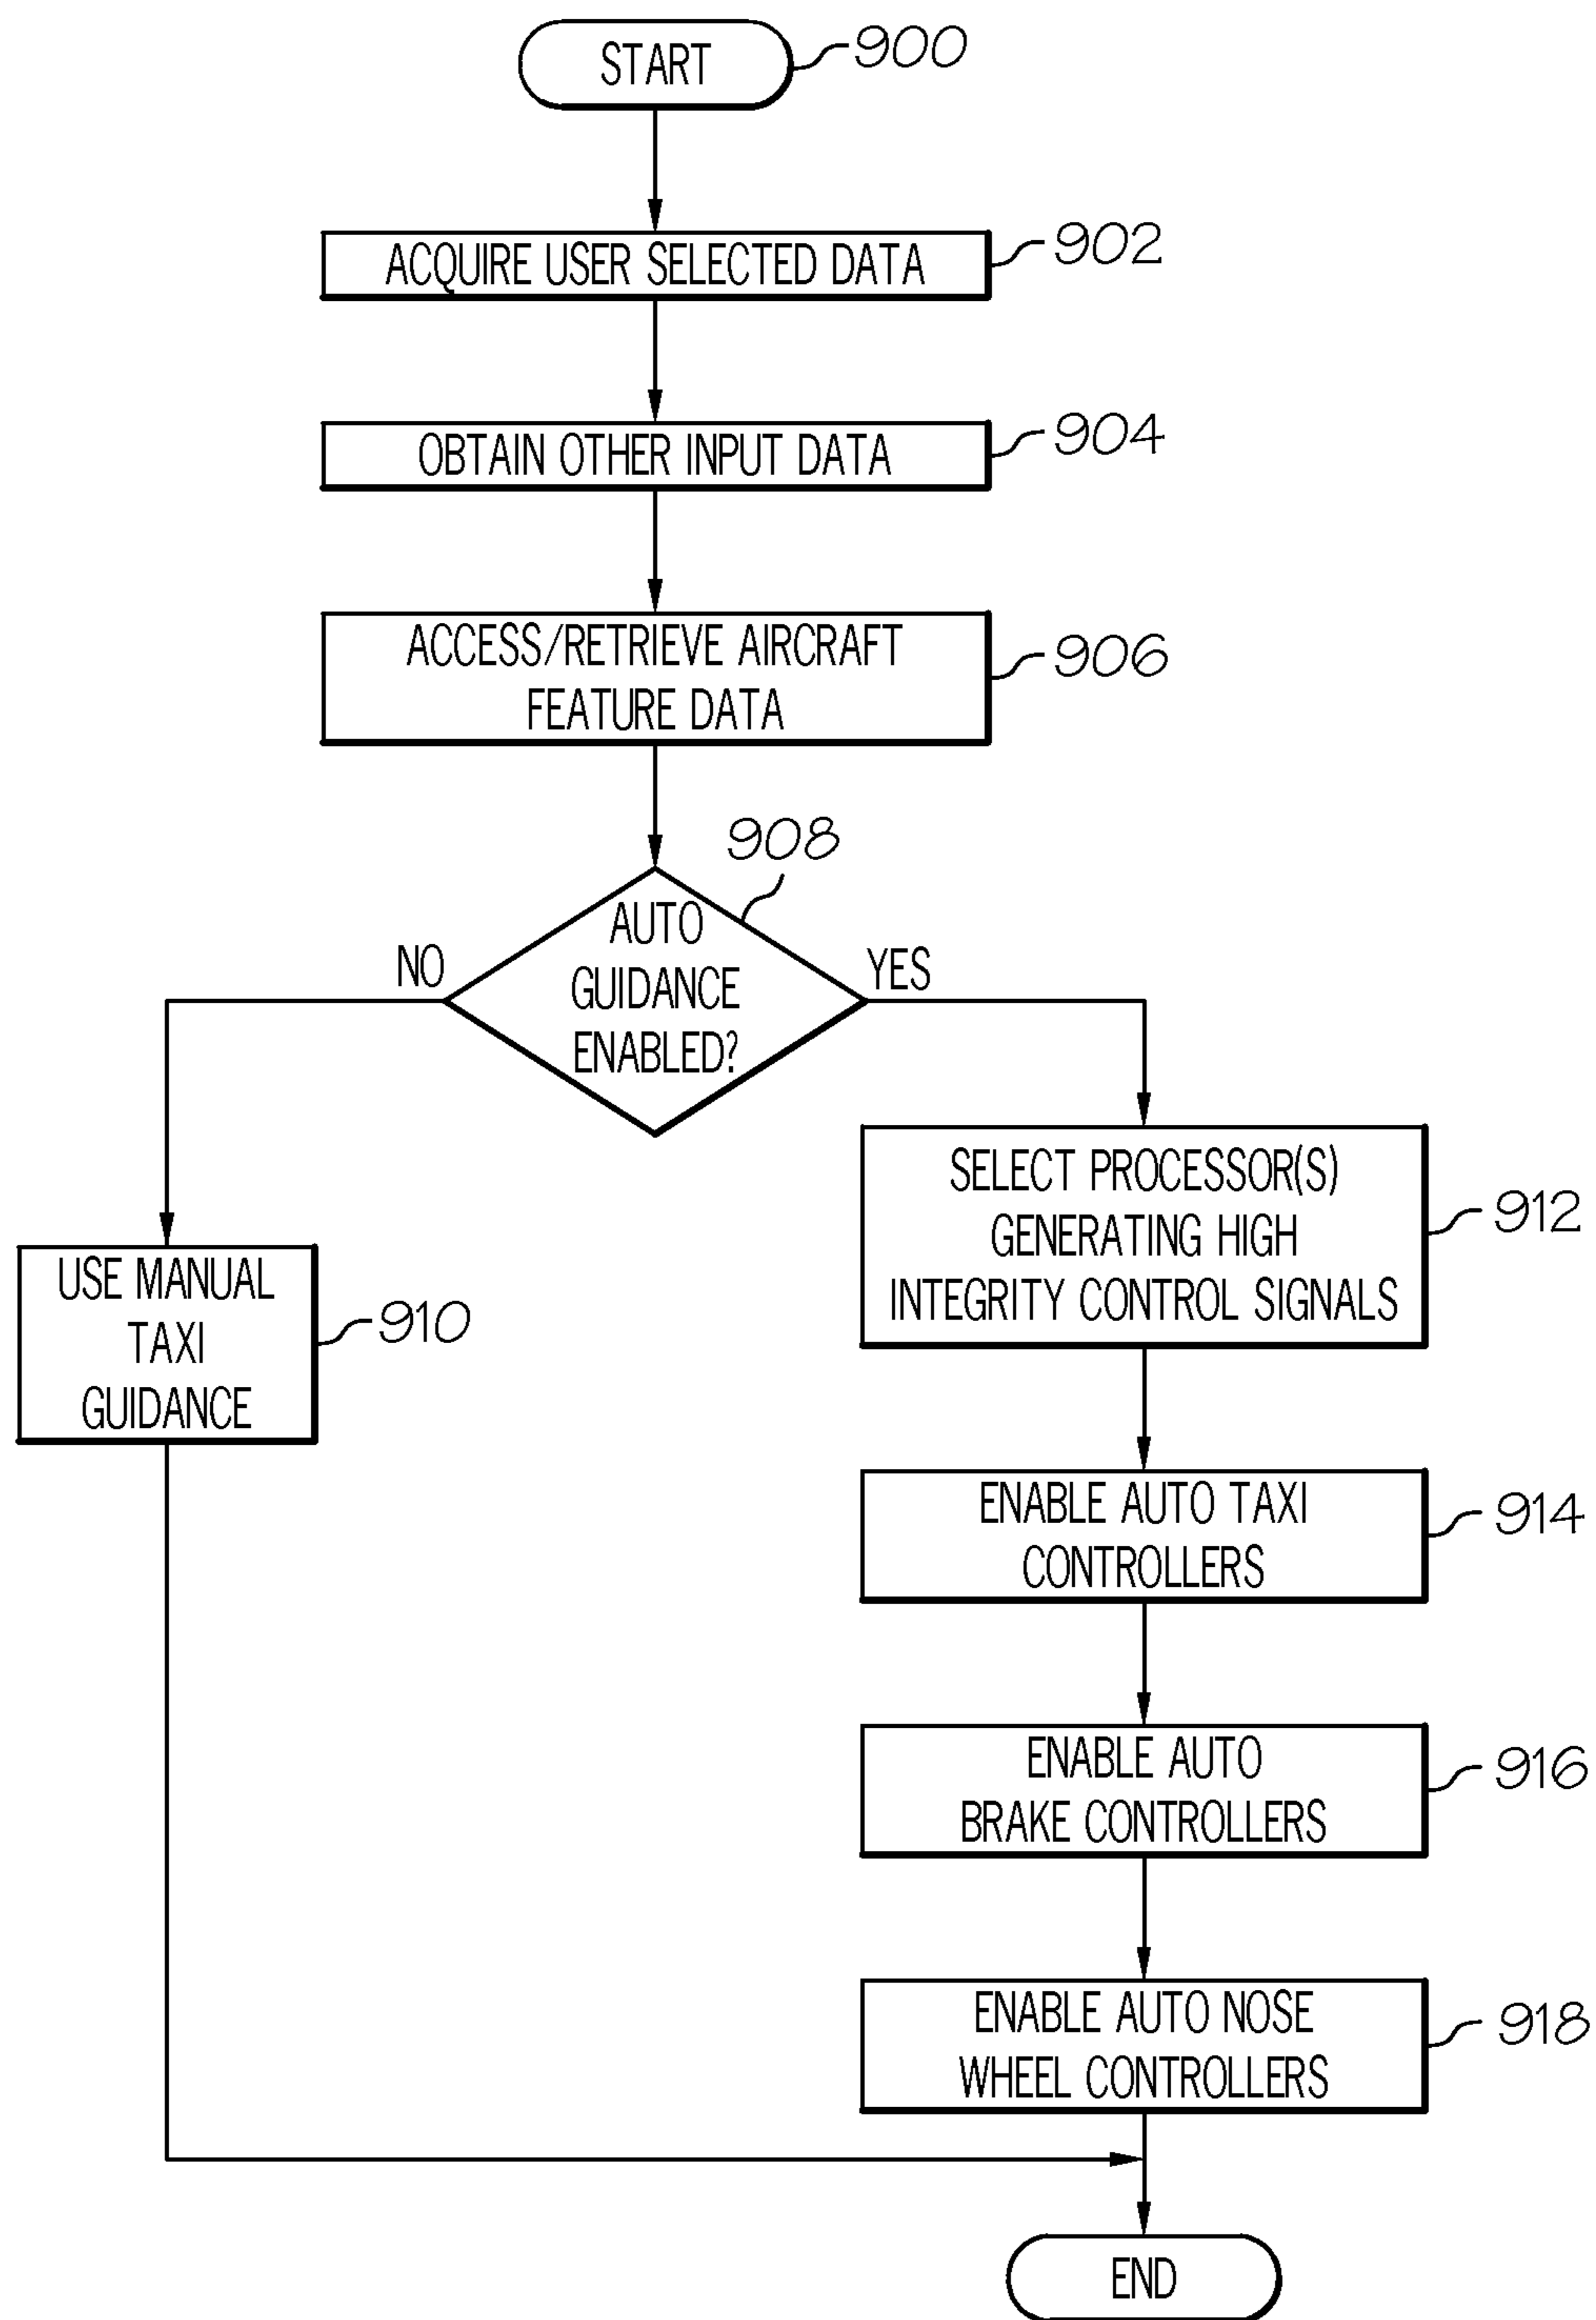 START
900
ACQUIRE USER SELECTED DATA
902
OBTAIN OTHER INPUT DATA
904
ACCESS/RETRIEVE AIRCRAFT
FEATURE DATA
906
908
AUTO
GUIDANCE
ENABLED?
NO
YES
SELECT PROCESSOR(S)
GENERATING HIGH
INTEGRITY CONTROL SIGNALS
912
USE MANUAL
TAXI
GUIDANCE
910
ENABLE AUTO TAXI
CONTROLLERS
914
ENABLE AUTO
BRAKE CONTROLLERS
916
ENABLE AUTO NOSE
WHEEL CONTROLLERS
918
END